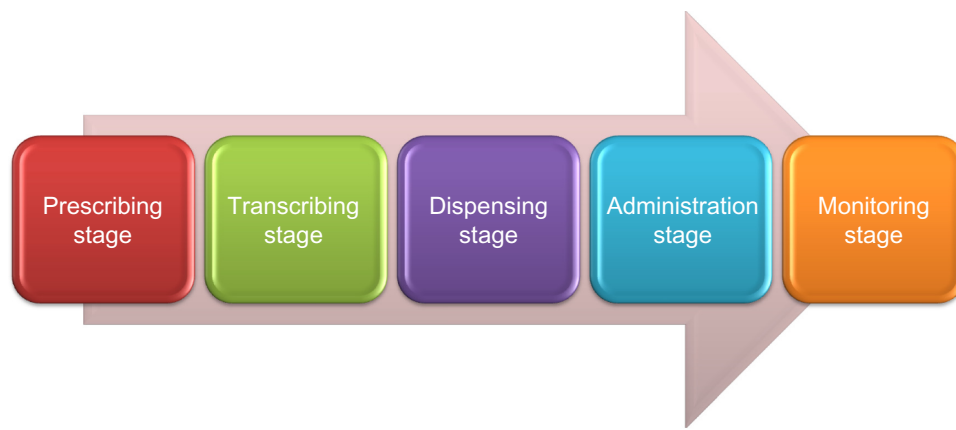 Prescribing
stage
Transcribing
stage
Dispensing
stage
Administration
stage
Monitoring
stage